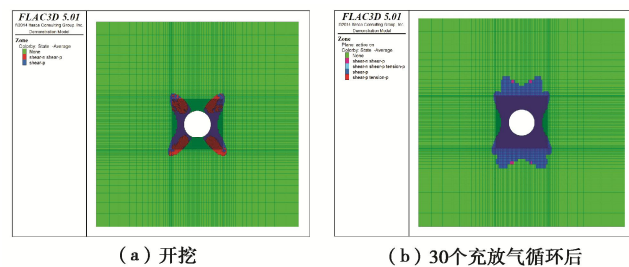 FLAC3D 5.01
©2014 Itasca Consulting Group, Inc.
Demonstration Model
Zone
Colorby: State - Average
None
shear-n shear-p
shear-p
(a)开挖
FLAC3D 5.01
©2014 Itasca Consulting Group, Inc.
Demonstration Model
Zone
Plane: active on
Colorby: State - Average
None
shear-n shear-p
shear-n shear-p tension-p
shear-p
shear-p tension-p
(b)30个充放气循环后